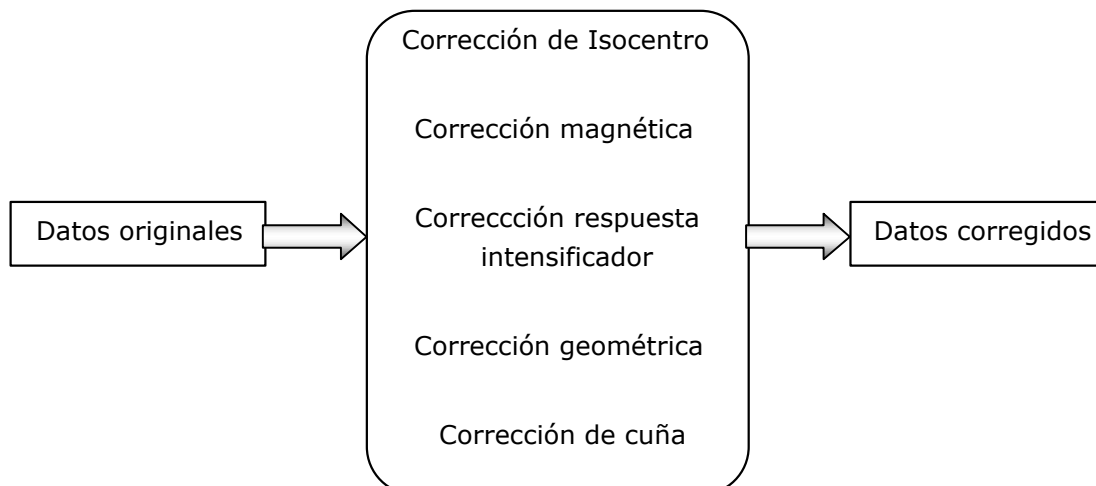 Corrección de Isocentro
Corrección magnética
Datos originales
Correccción respuesta
intensificador
Datos corregidos
Corrección geométrica
Corrección de cuña